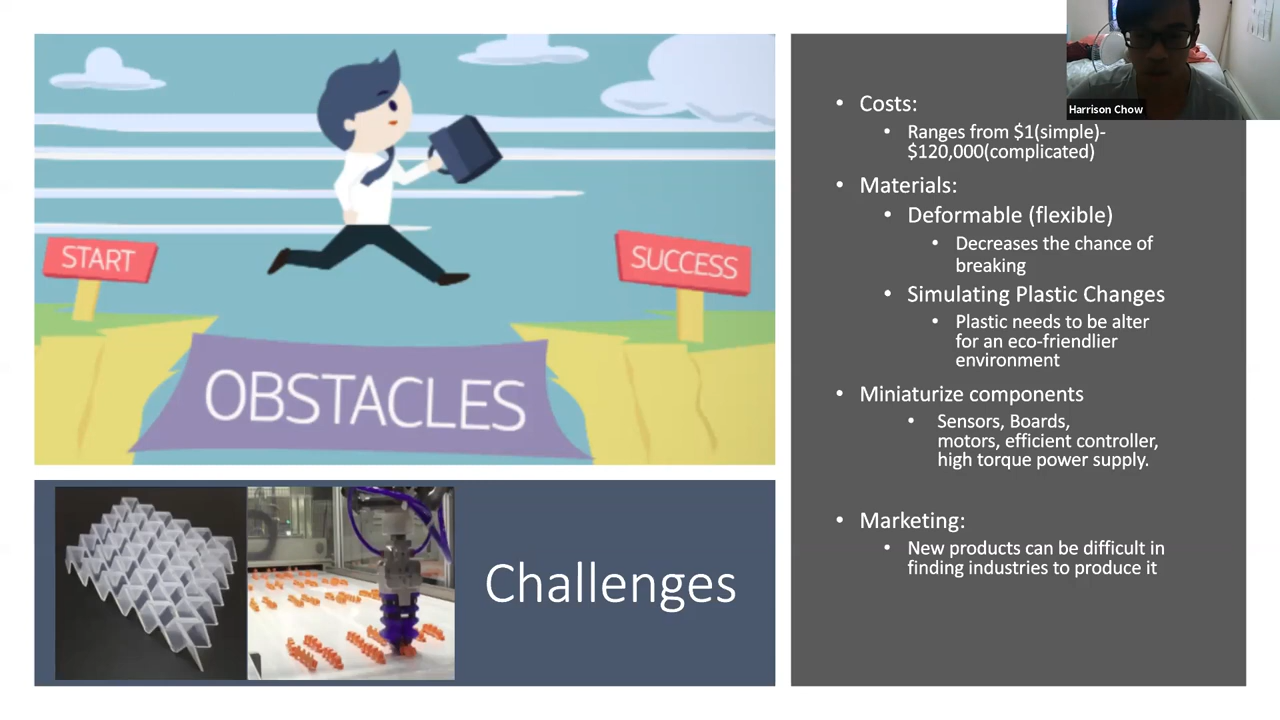 START
SUCCESS
OBSTACLES
Challenges
Harrison Chow
• Costs:
• Ranges from $1(simple)-
$120,000(complicated)
• Materials:
• Deformable (flexible)
• Decreases the chance of
breaking
• Simulating Plastic Changes
• Plastic needs to be alter
for an eco-friendlier
environment
• Miniaturize components
• Sensors, Boards,
motors, efficient controller,
high torque power supply.
• Marketing:
• New products can be difficult in
finding industries to produce it